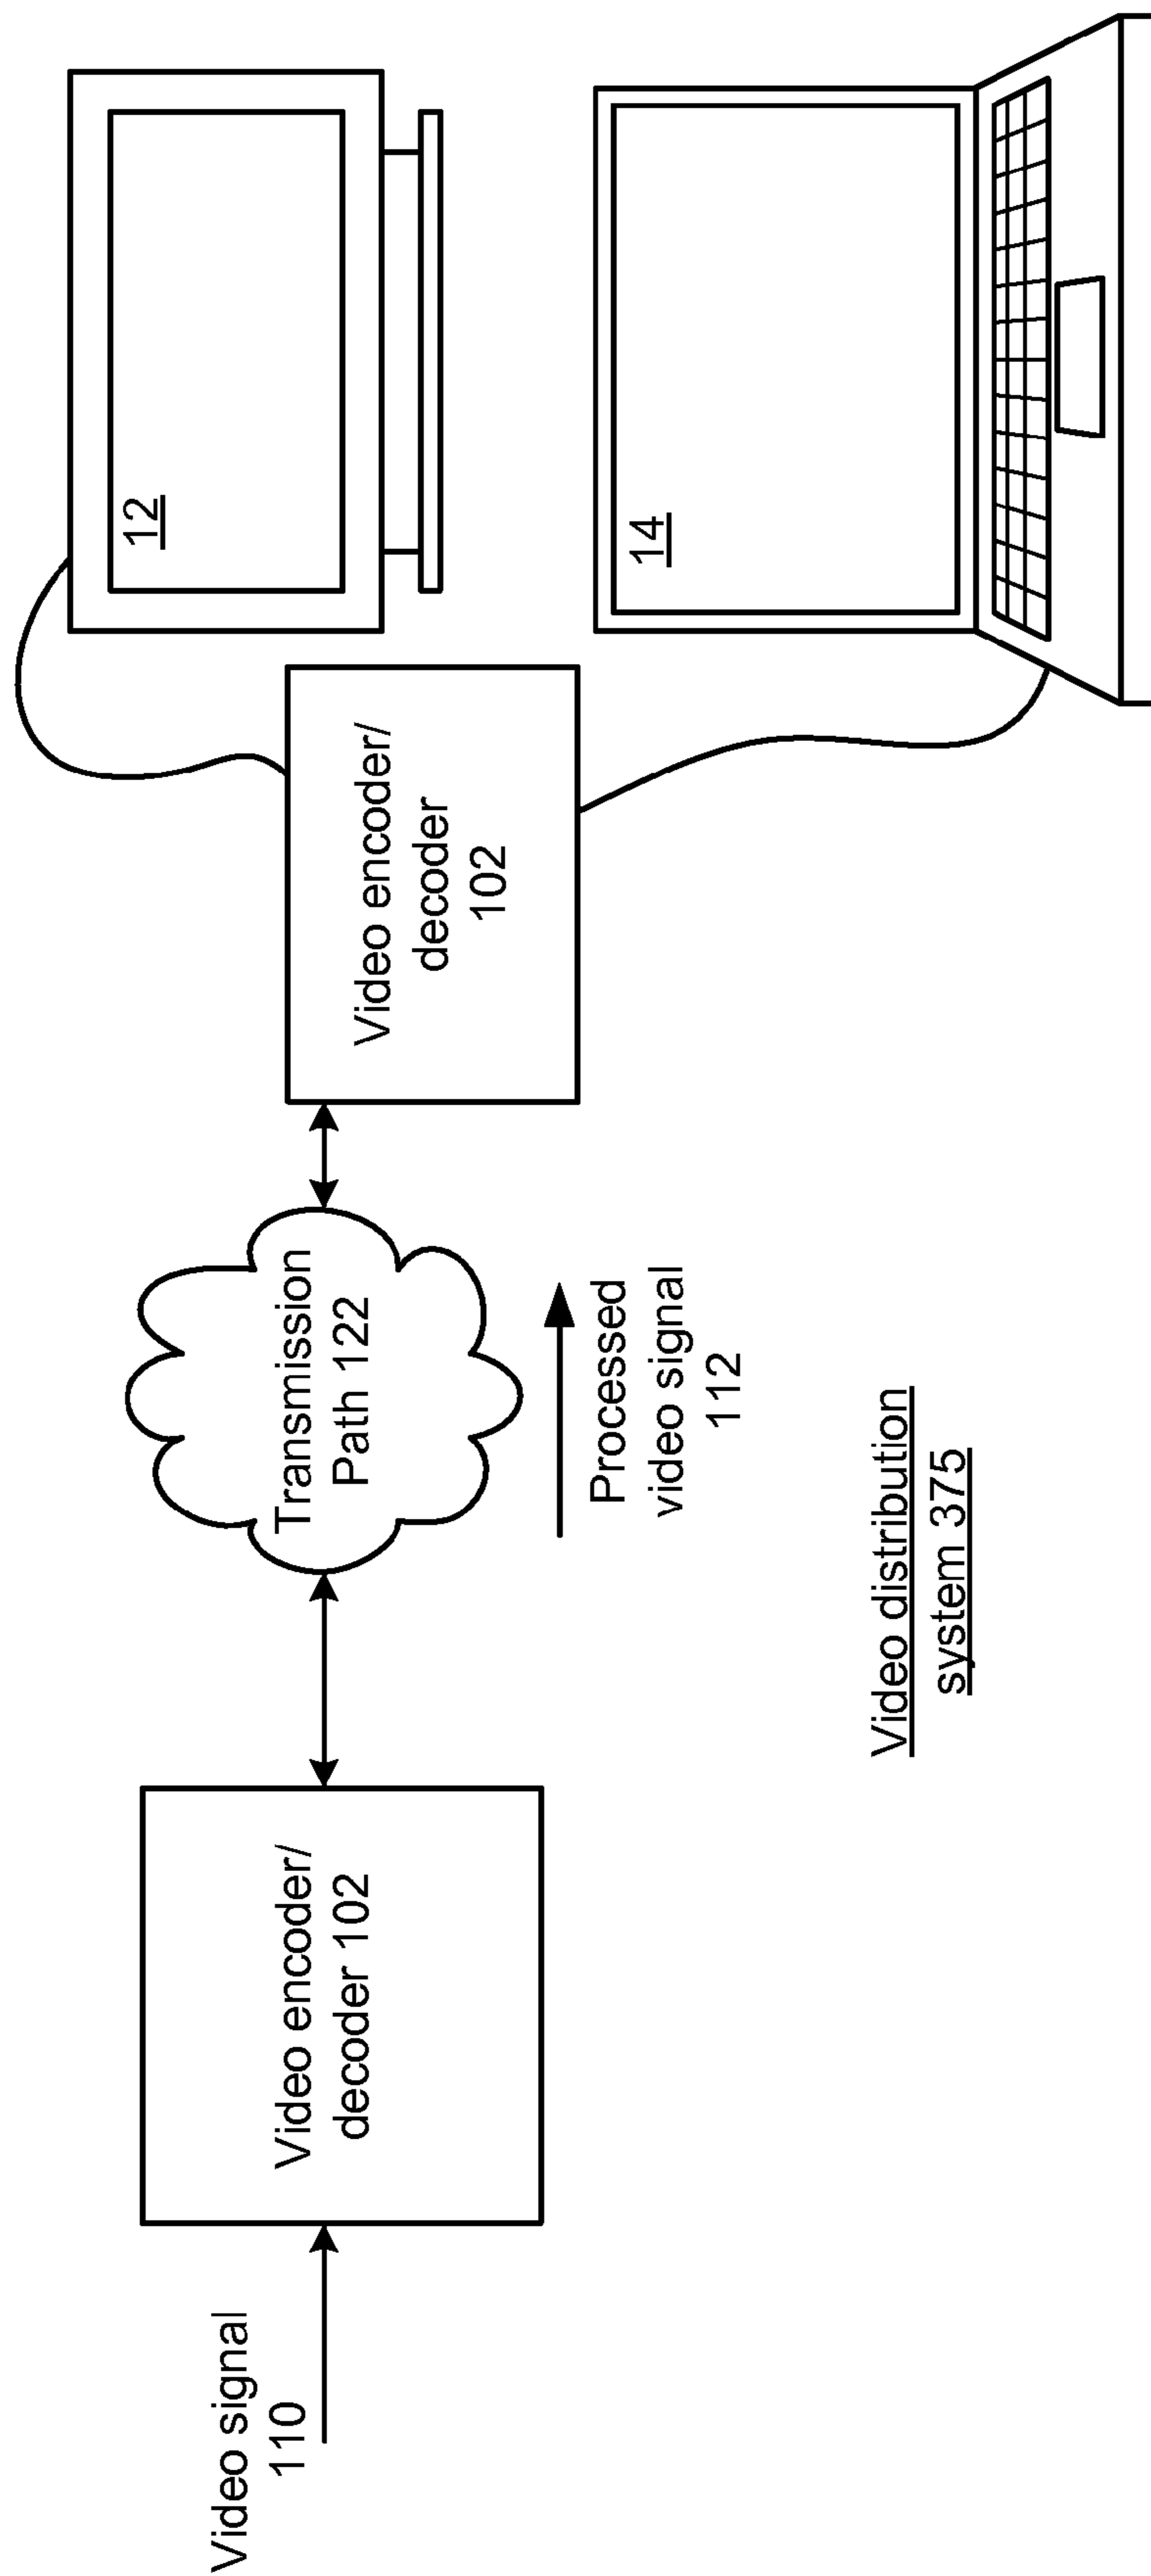 Video signal
110
Video encoder/
decoder 102
Transmission
Path 122
Processed
video signal
112
Video encoder/
decoder
102
12
14
Video distribution
system 375